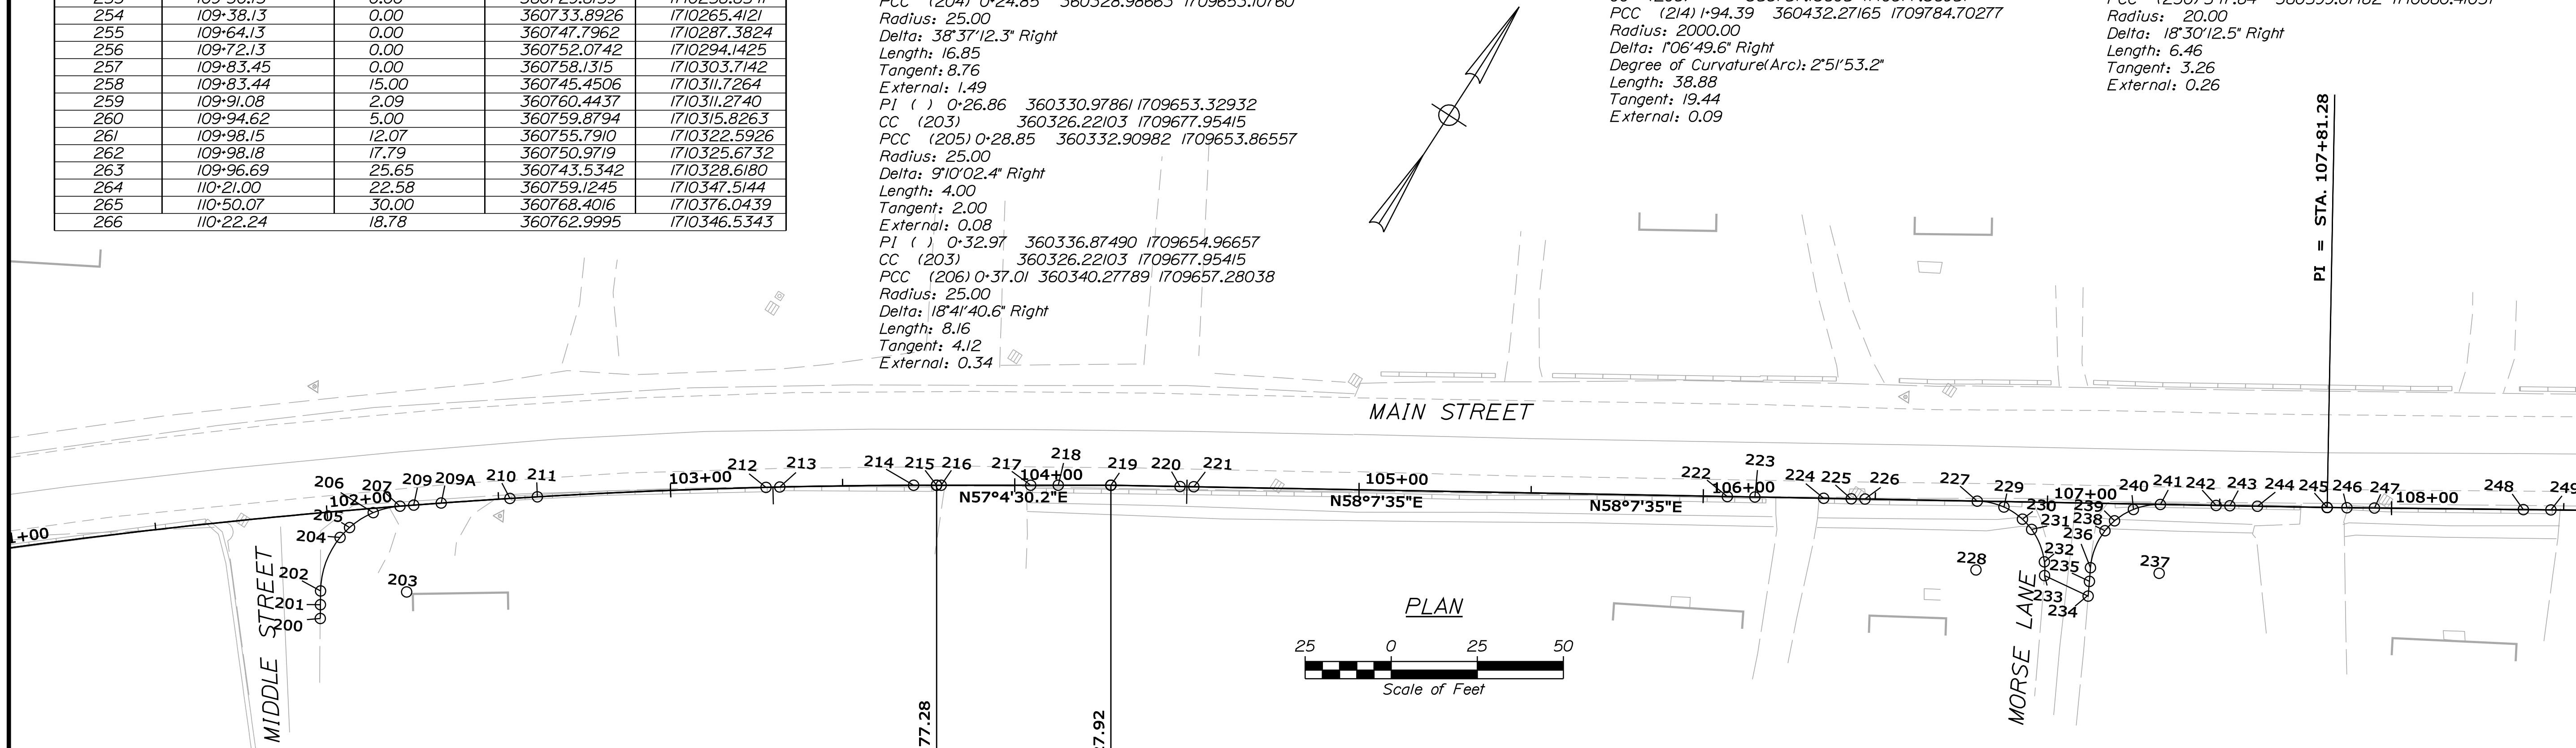 254 109+38.13 0.00 360733.8926 1710265.4121
255 109+64.13 0.00 360747.7962 1710287.3824
256 109+72.13 0.00 360752.0742 1710294.1425
257 109+83.45 0.00 360758.1315 1710303.7142
258 109+83.44 15.00 360745.4506 1710311.7264
259 109+91.08 2.09 360760.4437 1710311.2740
260 109+94.62 5.00 360759.8794 1710315.8263
261 109+98.15 12.07 360755.7910 1710322.5926
262 109+98.18 17.79 360750.9719 1710325.6732
263 109+96.69 25.65 360743.5342 1710328.6180
264 110+21.00 22.58 360759.1245 1710347.5144
265 110+50.07 30.00 360768.4016 1710376.0439
266 110+22.24 18.78 360762.9995 1710346.5343
PCC (204) 0+24.85 360328.98663 1709653.10760
Radius: 25.00
Delta: 38°37'12.3" Right
Length: 16.85
Tangent: 8.76
External: 1.49
PI ( ) 0+26.86 360330.97861 1709653.32932
CC (203) 360326.22103 1709677.95415
PCC (205) 0+28.85 360332.90982 1709653.86557
Radius: 25.00
Delta: 9°10'02.4" Right
Length: 4.00
Tangent: 2.00
External: 0.08
PI ( ) 0+32.97 360336.87490 1709654.96657
CC (203) 360326.22103 1709677.95415
PCC (206) 0+37.01 360340.27789 1709657.28038
Radius: 25.00
Delta: 18°41'40.6" Right
Length: 8.16
Tangent: 4.12
External: 0.34
PCC (214) 1+94.39 360432.27165 1709784.70277
Radius: 2000.00
Delta: 1°06'49.6" Right
Degree of Curvature(Arc): 2°51'53.2"
Length: 38.88
Tangent: 19.44
External: 0.09
Radius: 20.00
Delta: 18°30'12.5" Right
Length: 6.46
Tangent: 3.26
External: 0.26
PI = STA. 107+81.28
MAIN STREET
1+00
206
207
102+00
209
209A
210
211
103+00
212
213
214
215
216
217
104+00
218
219
220
221
105+00
222
223
106+00
224
225
226
227
229
230
107+00
240
241
242
243
244
245
246
247
108+00
248
249
N57°4'30.2"E
N58°7'35"E
N58°7'35"E
205
204
202
201
200
203
231
239
238
236
232
235
233
234
228
237
MIDDLE STREET
MORSE LANE
77.28
27.92
PLAN
25 0 25 50
Scale of Feet